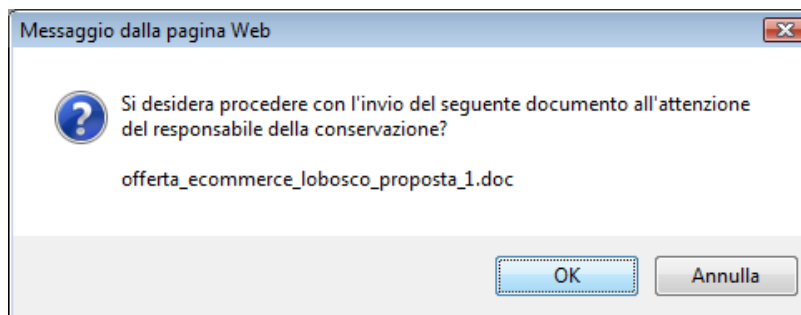 Messaggio dalla pagina Web
Si desidera procedere con l'invio del seguente documento all'attenzione
del responsabile della conservazione?
offerta_ecommerce_lobosco_proposta_1.doc
OK
Annulla